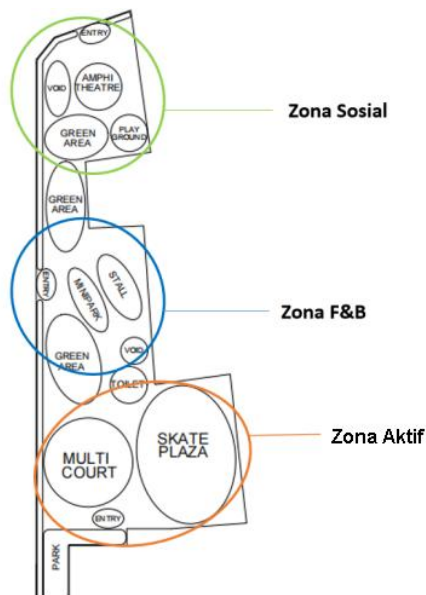 ENTRY
VOID
AMPHI
THEATRE
Zona Sosial
GREEN
AREA
PLAY
GROUND
GREEN
AREA
ENTRY
MINIPARK
STALL
Zona F&B
GREEN
AREA
VOID
TOILET
MULTI
COURT
SKATE
PLAZA
Zona Aktif
ENTRY
PARK